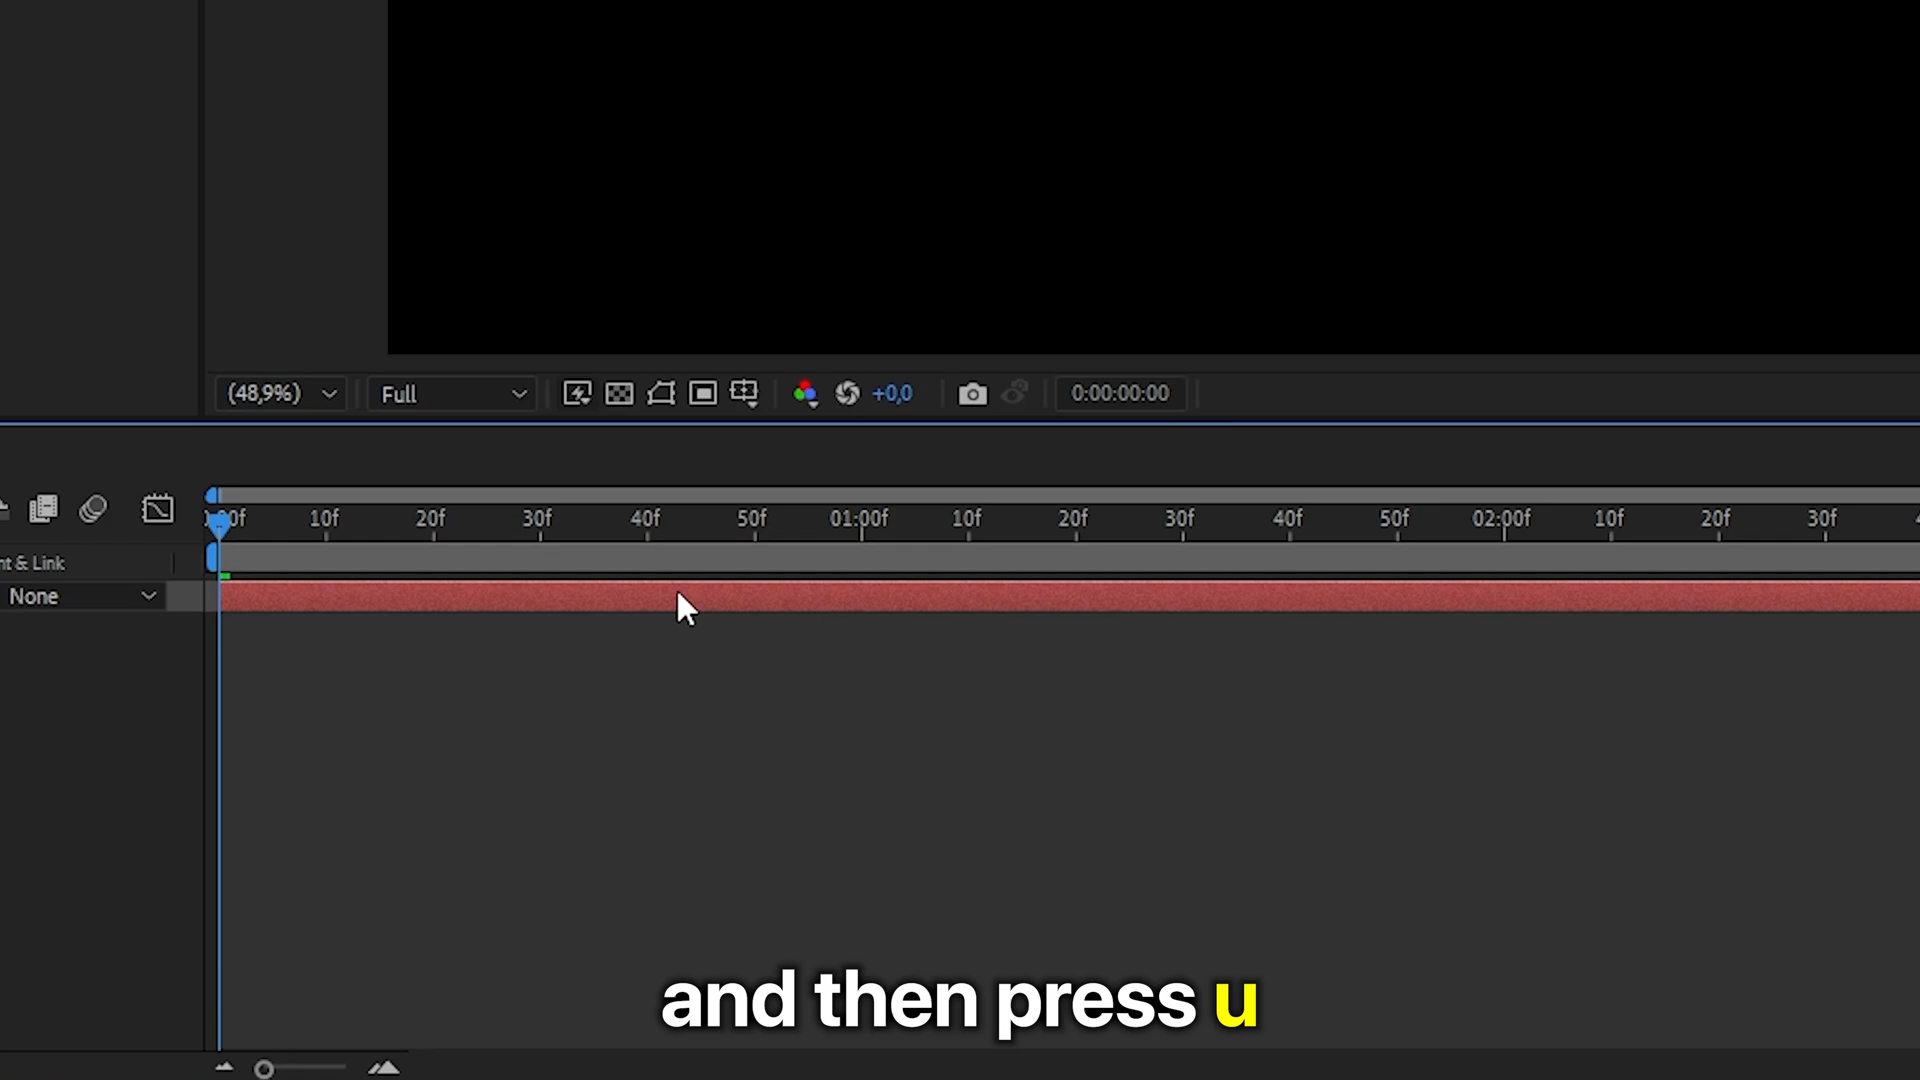 (48,9%)
Full
+0,0
0:00:00:00
10f 20f 30f 40f 50f 01:00f 10f 20f 30f 40f 50f 02:00f 10f 20f 30f
& Link
None
and then press u